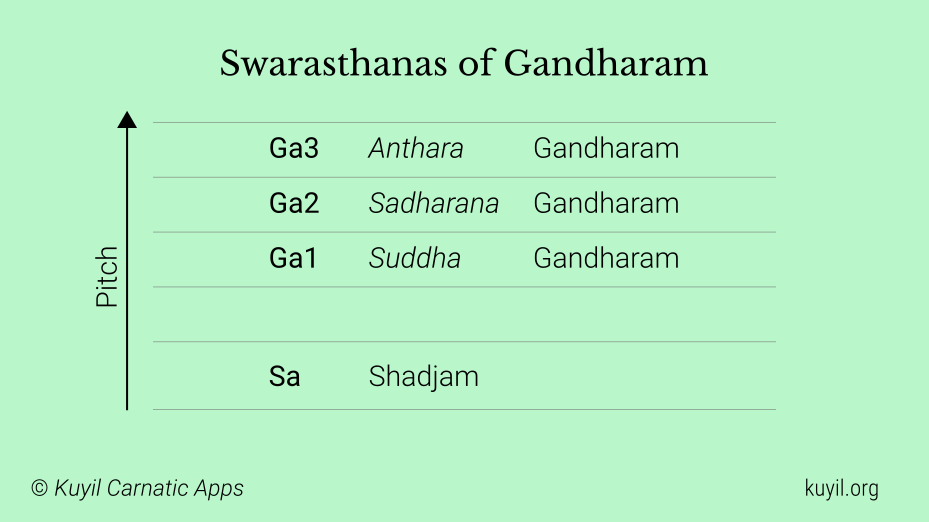 Swarasthanas of Gandharam
Ga3 Anthara Gandharam
Ga2 Sadharana Gandharam
Ga1 Suddha Gandharam
Pitch
Sa Shadjam
© Kuyil Carnatic Apps
kuyil.org